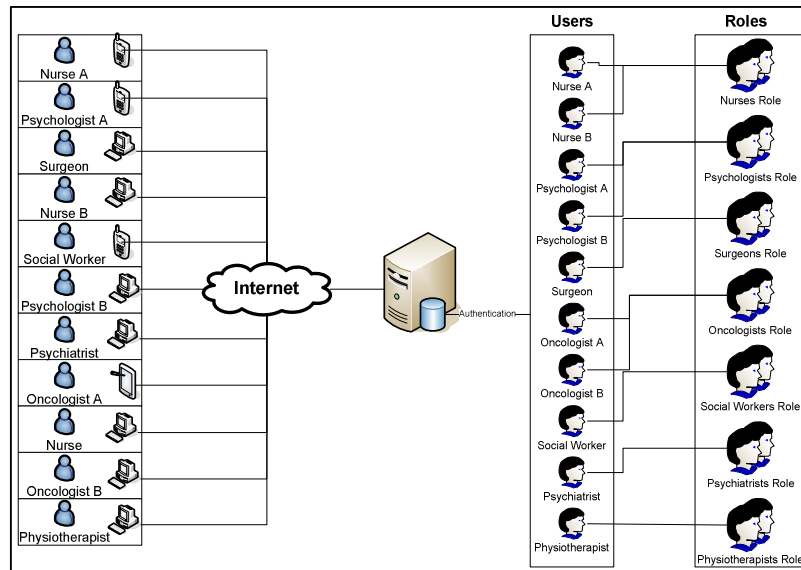 Users
Roles
Nurse A
Psychologist A
Surgeon
Nurse B
Social Worker
Psychologist B
Psychiatrist
Oncologist A
Nurse
Oncologist B
Physiotherapist
Internet
Authentication
Nurse A
Nurse B
Psychologist A
Psychologist B
Surgeon
Oncologist A
Oncologist B
Social Worker
Psychiatrist
Physiotherapist
Nurses Role
Psychologists Role
Surgeons Role
Oncologists Role
Social Workers Role
Psychiatrists Role
Physiotherapists Role